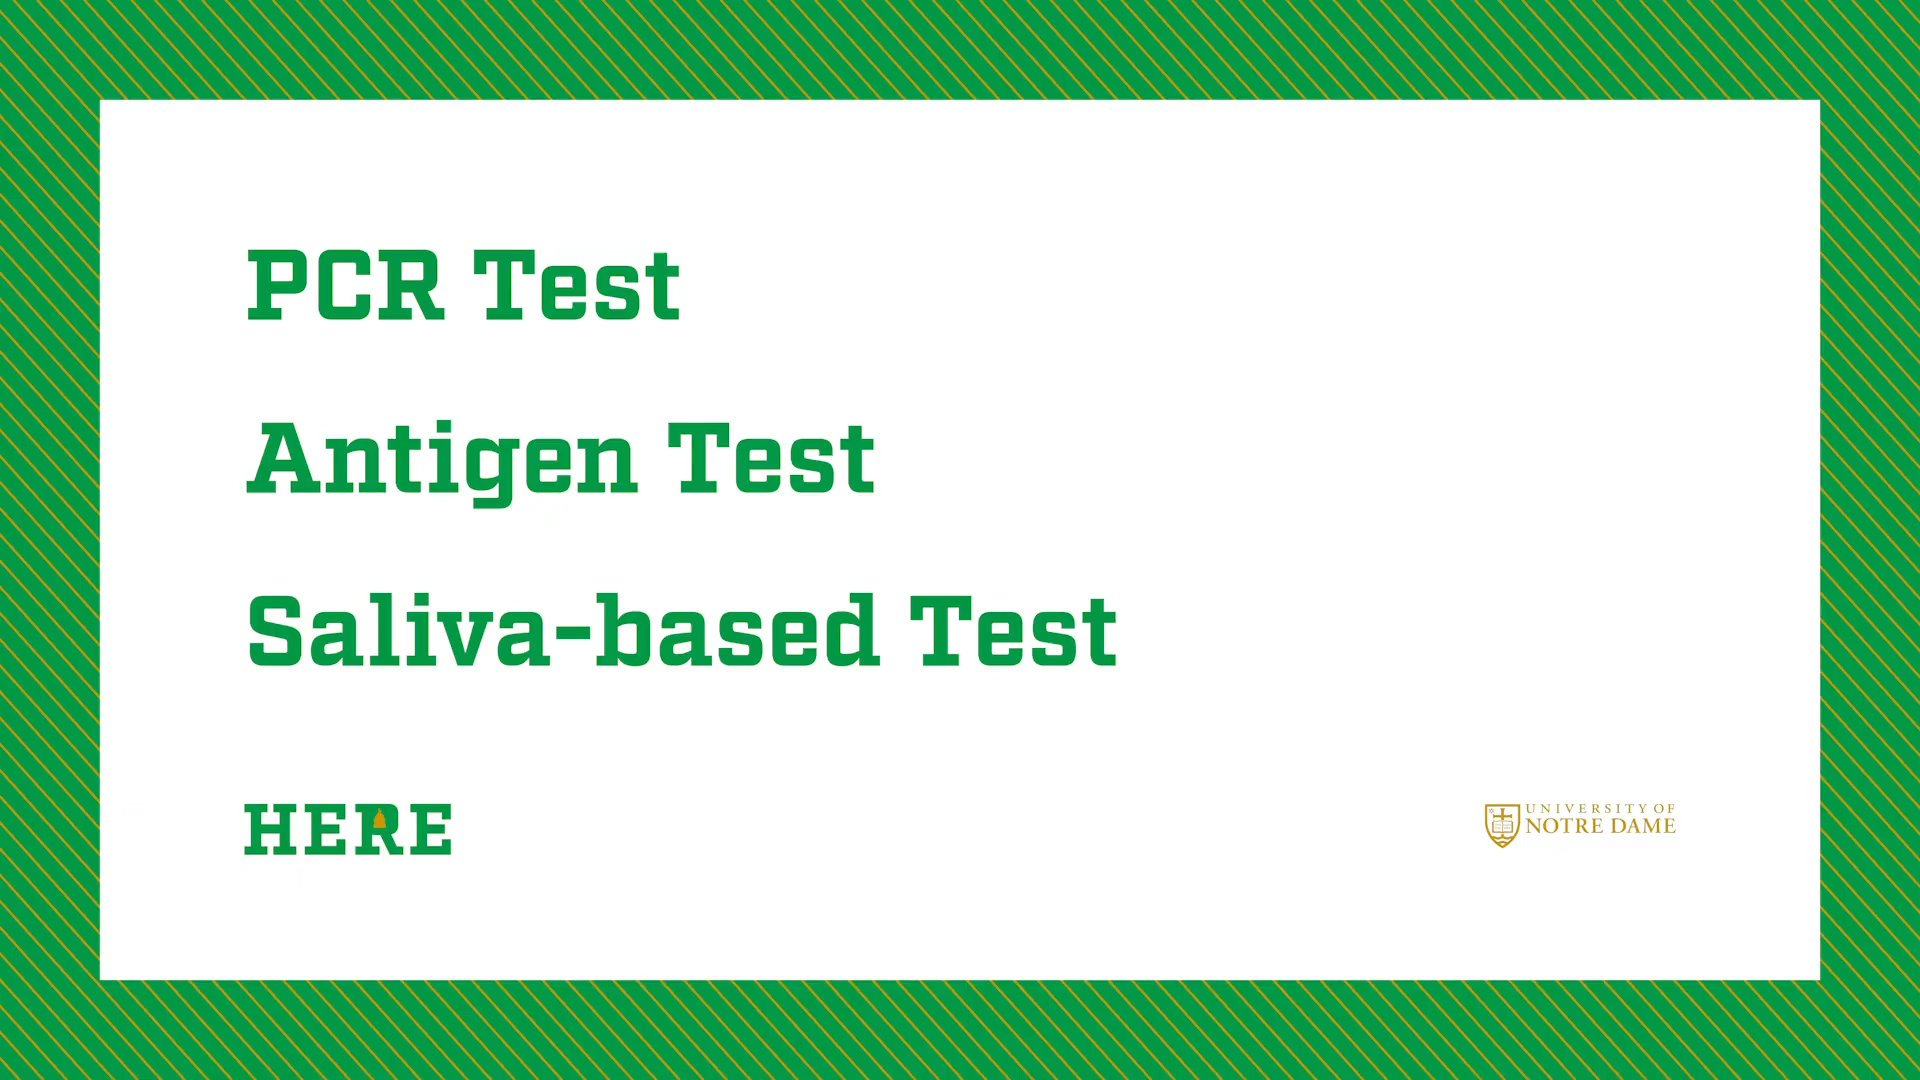 PCR Test
Antigen Test
Saliva-based Test
HERE
UNIVERSITY OF
NOTRE DAME